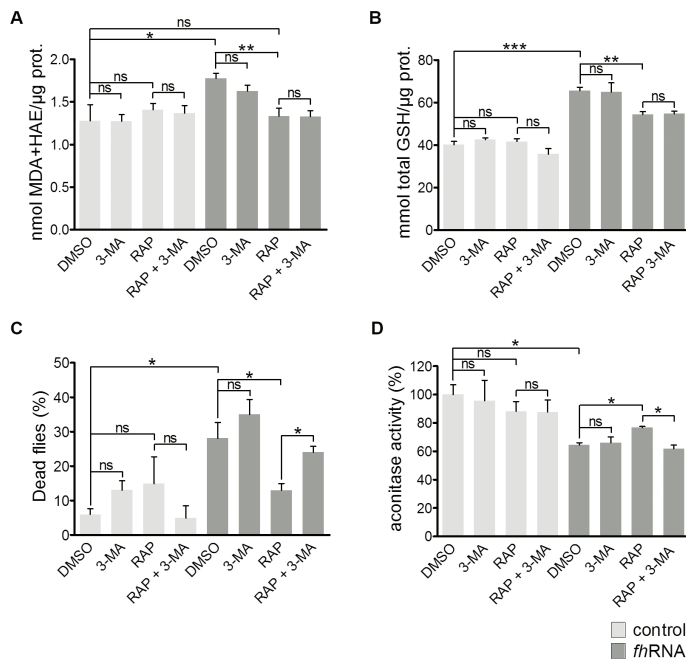 A
ns
*
ns
**
ns
ns
ns
ns
nmol MDA+HAE/µg prot.
2.0
1.5
1.0
0.5
0.0
DMSO
3-MA
RAP
RAP + 3-MA
DMSO
3-MA
RAP
RAP + 3-MA
B
***
ns
**
ns
ns
ns
ns
mmol total GSH/µg prot.
80
60
40
20
0
DMSO
3-MA
RAP
RAP + 3-MA
DMSO
3-MA
RAP
RAP 3-MA
C
*
*
ns
ns
ns
ns
*
Dead flies (%)
50
40
30
20
10
0
DMSO
3-MA
RAP
RAP + 3-MA
DMSO
3-MA
RAP
RAP + 3-MA
D
*
ns
ns
ns
*
ns
*
aconitase activity (%)
120
100
80
60
40
20
0
DMSO
3-MA
RAP
RAP + 3-MA
DMSO
3-MA
RAP
RAP + 3-MA
control
fhRNA